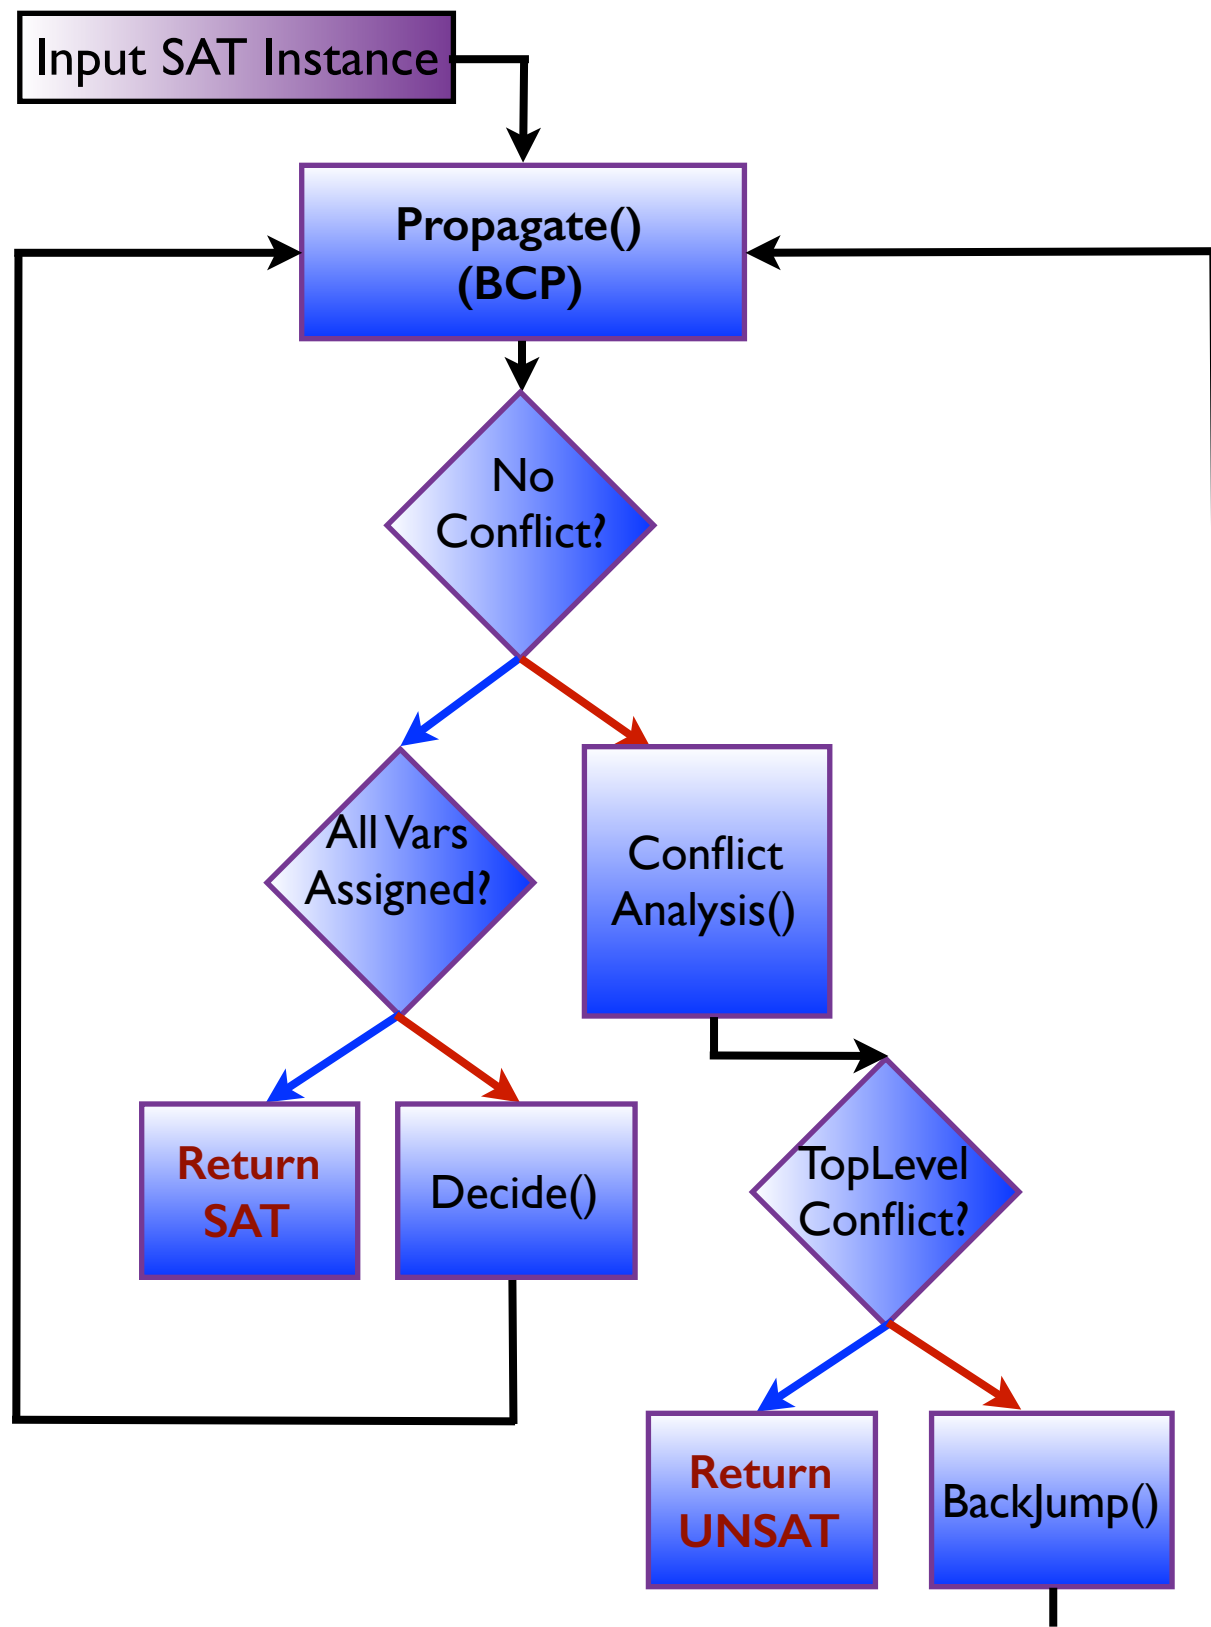 Input SAT Instance
Propagate()
(BCP)
No
Conflict?
All Vars
Assigned?
Conflict
Analysis()
Return
SAT
Decide()
TopLevel
Conflict?
Return
UNSAT
BackJump()